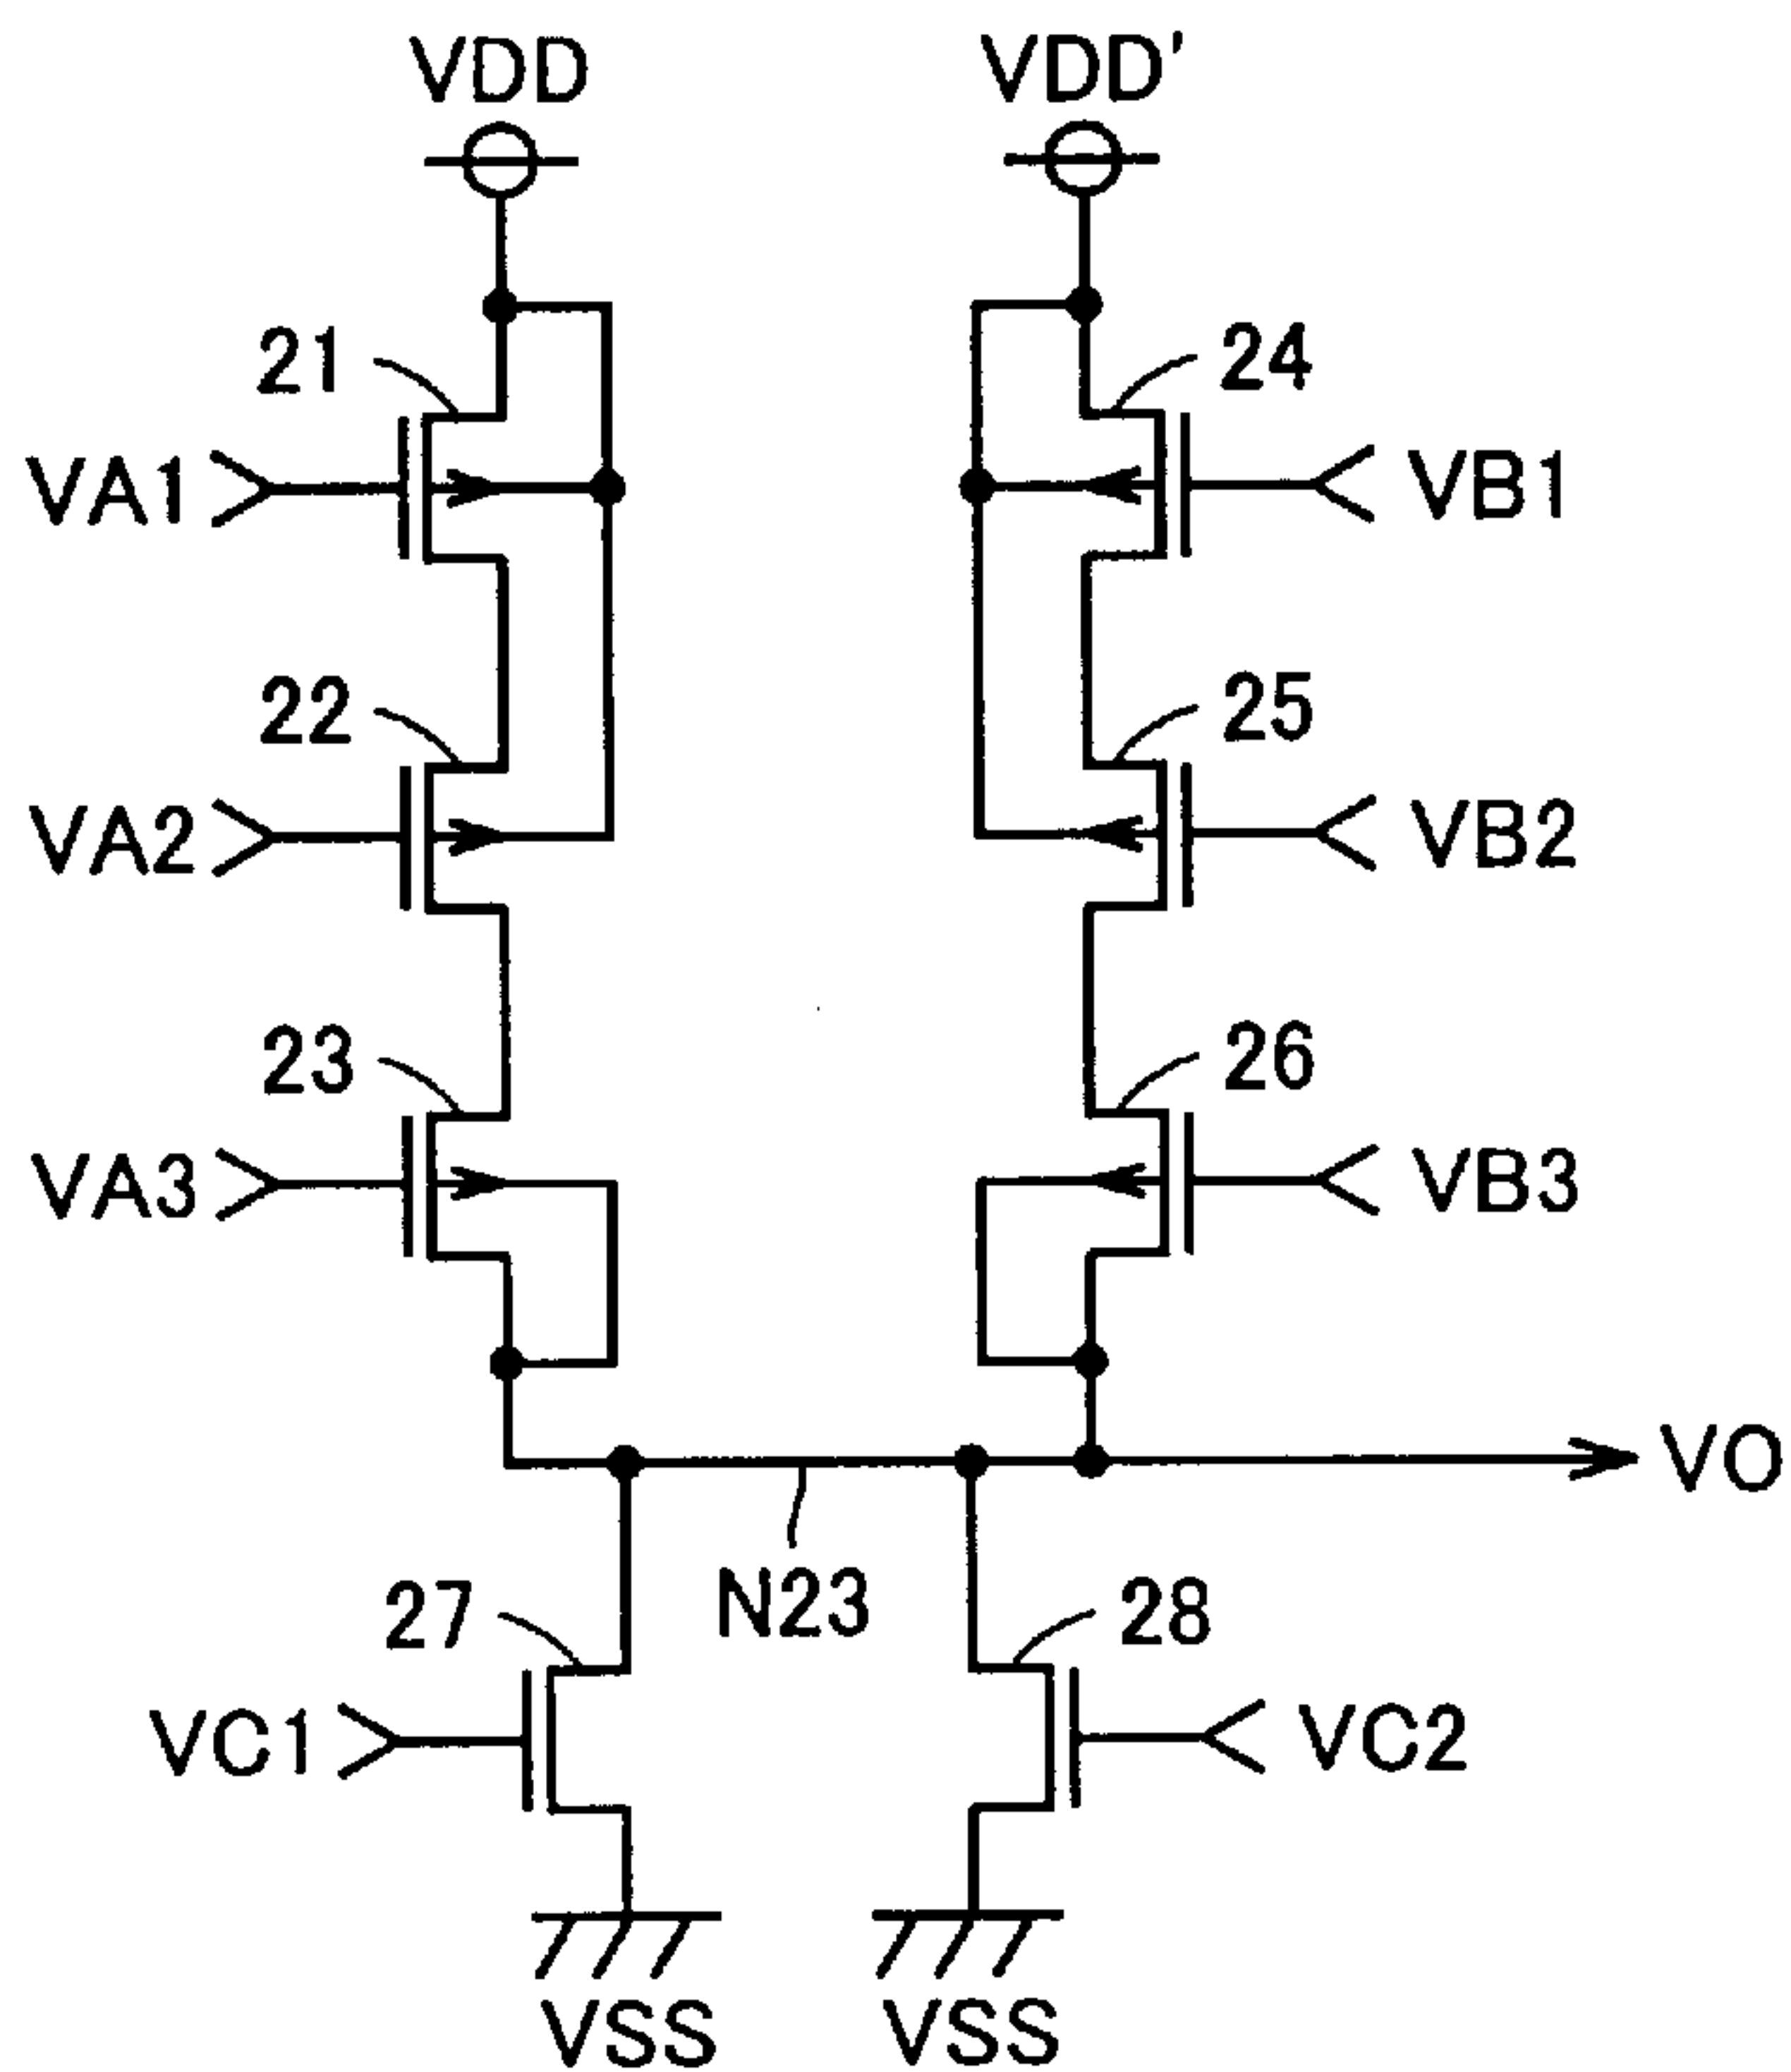 VDD
VDD'
21
24
VA1
VB1
22
25
VA2
VB2
23
26
VA3
VB3
VO
N23
27
28
VC1
VC2
VSS
VSS